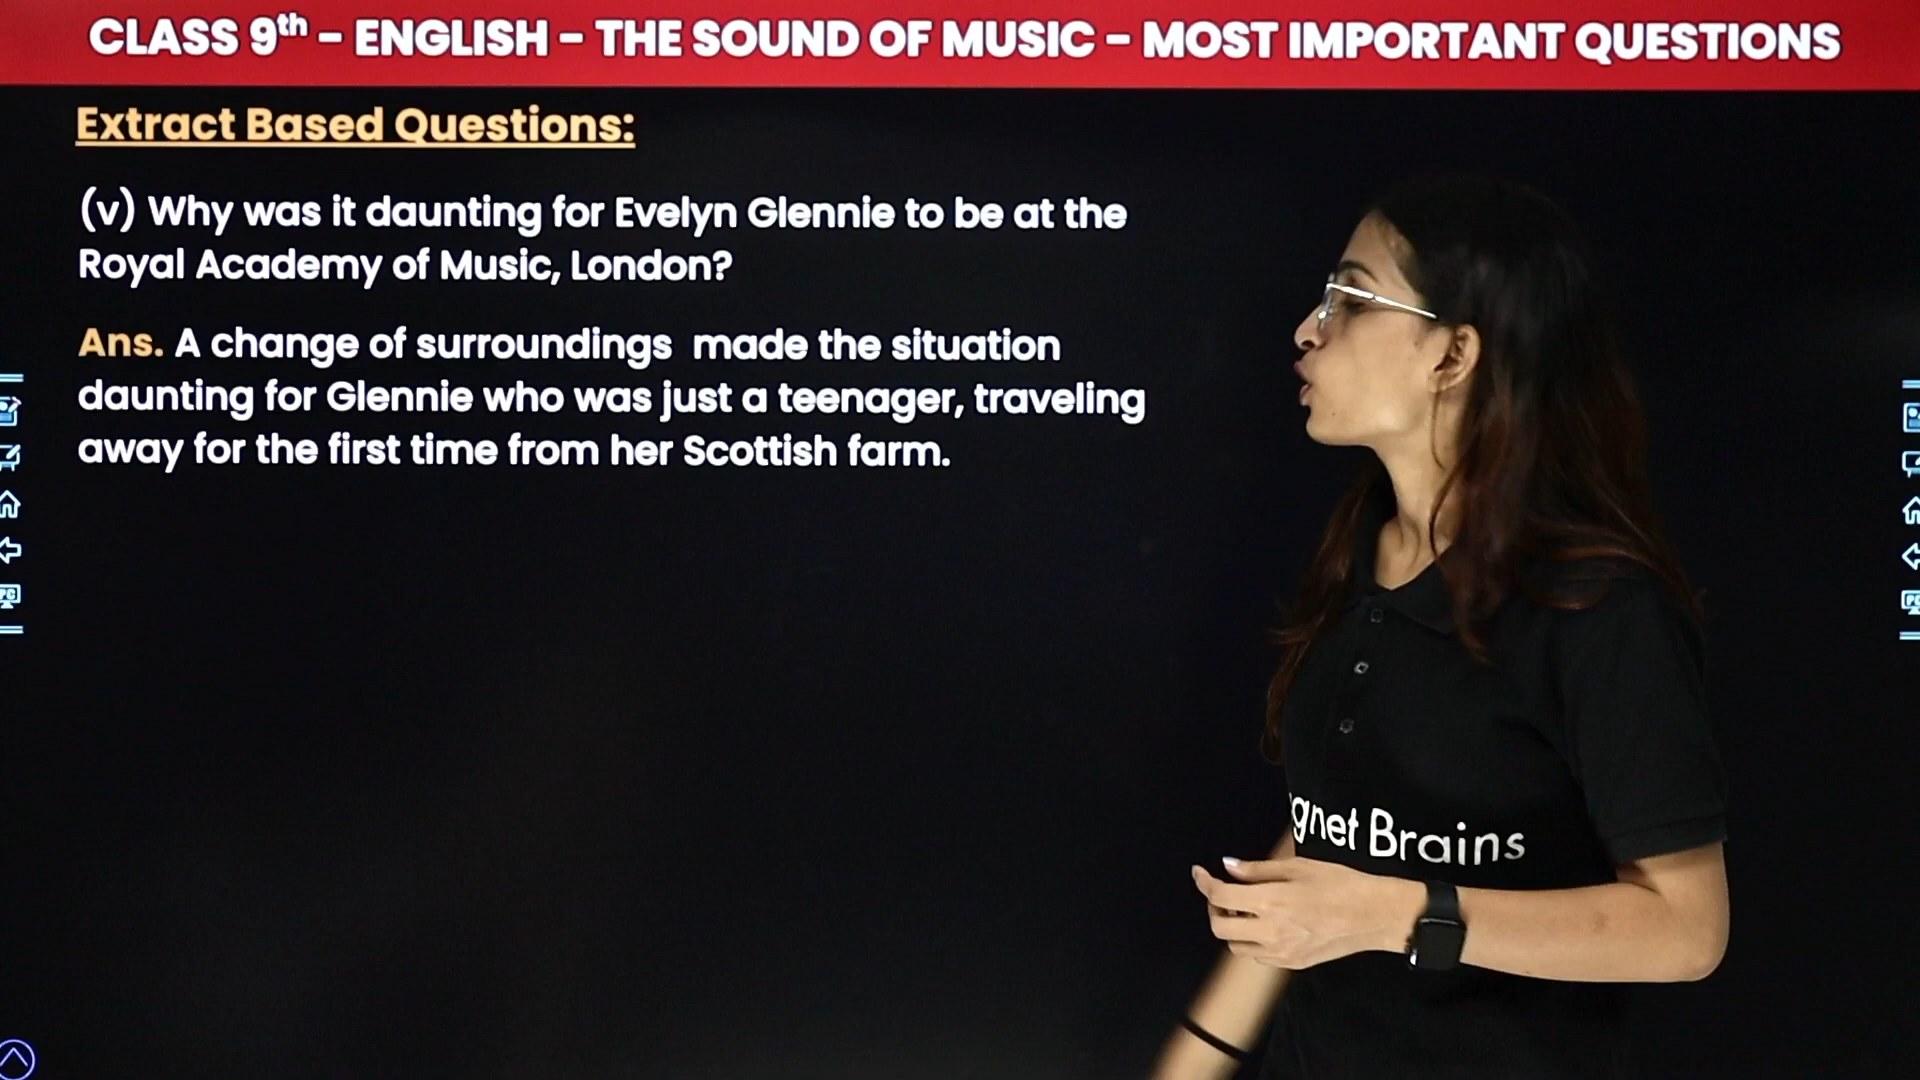 CLASS 9th - ENGLISH - THE SOUND OF MUSIC - MOST IMPORTANT QUESTIONS
Extract Based Questions:
(v) Why was it daunting for Evelyn Glennie to be at the
Royal Academy of Music, London?
Ans. A change of surroundings made the situation
daunting for Glennie who was just a teenager, traveling
away for the first time from her Scottish farm.
gnet Brains
PC